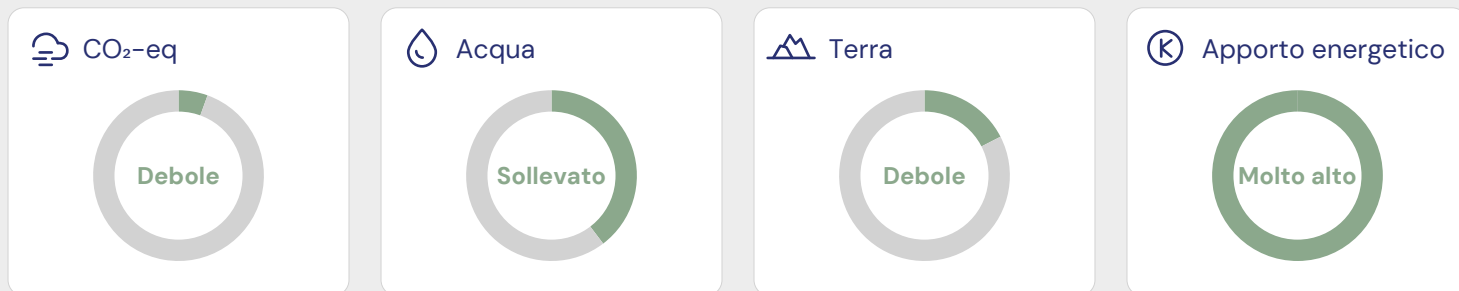 CO₂-eq
Debole
Acqua
Sollevato
Terra
Debole
Apporto energetico
Molto alto